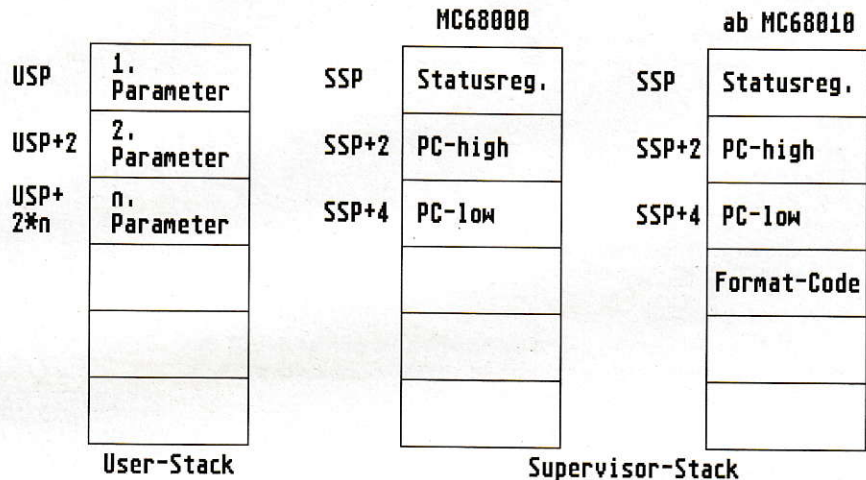 MC68000
ab MC68010
USP
1.
Parameter
USP+2
2.
Parameter
USP+
2*n
n.
Parameter
User-Stack
SSP
Statusreg.
SSP+2
PC-high
SSP+4
PC-low
SSP
Statusreg.
SSP+2
PC-high
SSP+4
PC-low
Format-Code
Supervisor-Stack